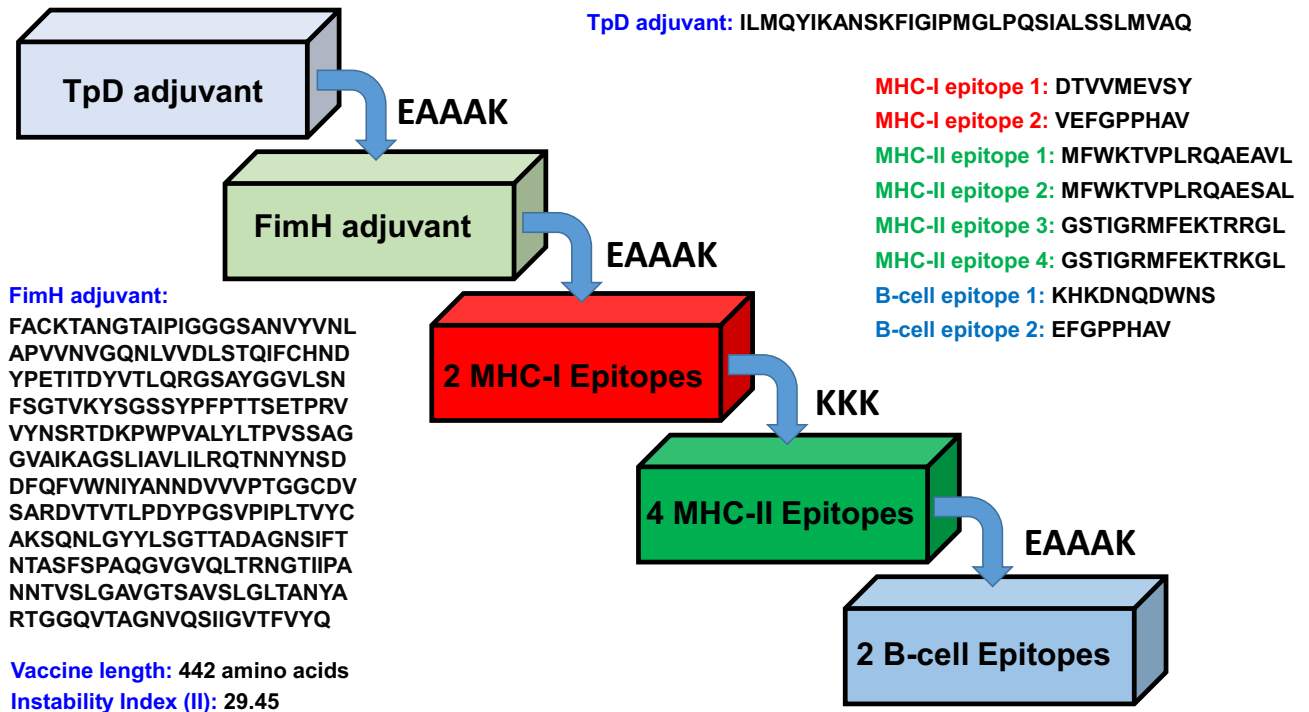 TpD adjuvant: ILMQYIKANSKFIGIPMGLPQSIALSSLMVAQ
TpD adjuvant
EAAAK
MHC-I epitope 1: DTVVMEVSY
MHC-I epitope 2: VEFGPPHAV
MHC-II epitope 1: MFWKTVPLRQAEAVL
MHC-II epitope 2: MFWKTVPLRQAESAL
MHC-II epitope 3: GSTIGRMFEKTRRGL
MHC-II epitope 4: GSTIGRMFEKTRKGL
B-cell epitope 1: KHKDNQDWNS
B-cell epitope 2: EFGPPHAV
FimH adjuvant
EAAAK
FimH adjuvant:
FACKTANGTAIPIGGGSANVYVNL
APVVNVGQNLVVDLSTQIFCHND
YPETITDYVTLQRGSAYGGVLSN
FSGTVKYSGSSYPFPTTSETPRV
VYNSRTDKPWPVALYLTPVSSAG
GVAIKAGSLIAVLILRQTNNYNSD
DFQFVWNIYANNDVVVPTGGCDV
SARDVTVTLPDYPGSVPIPLTVYC
AKSQNLGYYLSGTTADAGNSIFT
NTASFSPAQGVGVQLTRNGTIIPA
NNTVSLGAVGTSAVSLGLTANYA
RTGGQVTAGNVQSIIGVTFVYQ
2 MHC-I Epitopes
KKK
4 MHC-II Epitopes
EAAAK
2 B-cell Epitopes
Vaccine length: 442 amino acids
Instability Index (II): 29.45